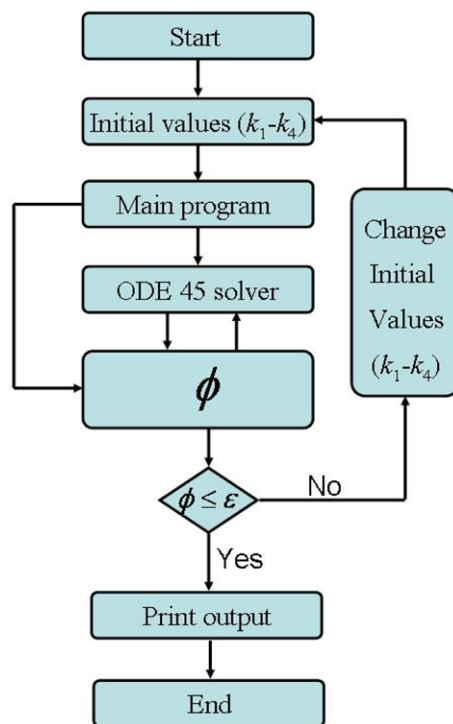 Start
Initial values (k₁-k₄)
Main program
ODE 45 solver
ϕ
ϕ ≤ ε
No
Yes
Print output
End
Change
Initial
Values
(k₁-k₄)